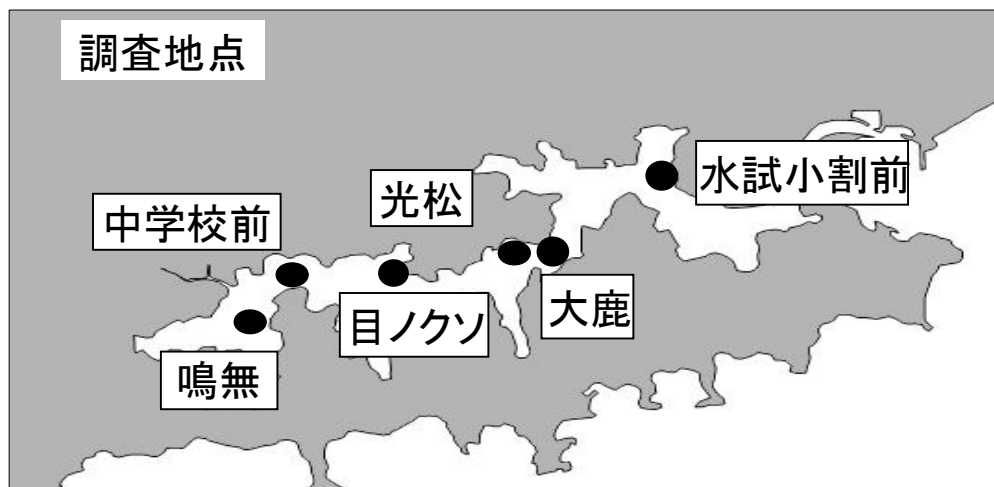 調査地点
水試小割前
光松
中学校前
大鹿
目ノクソ
鳴無